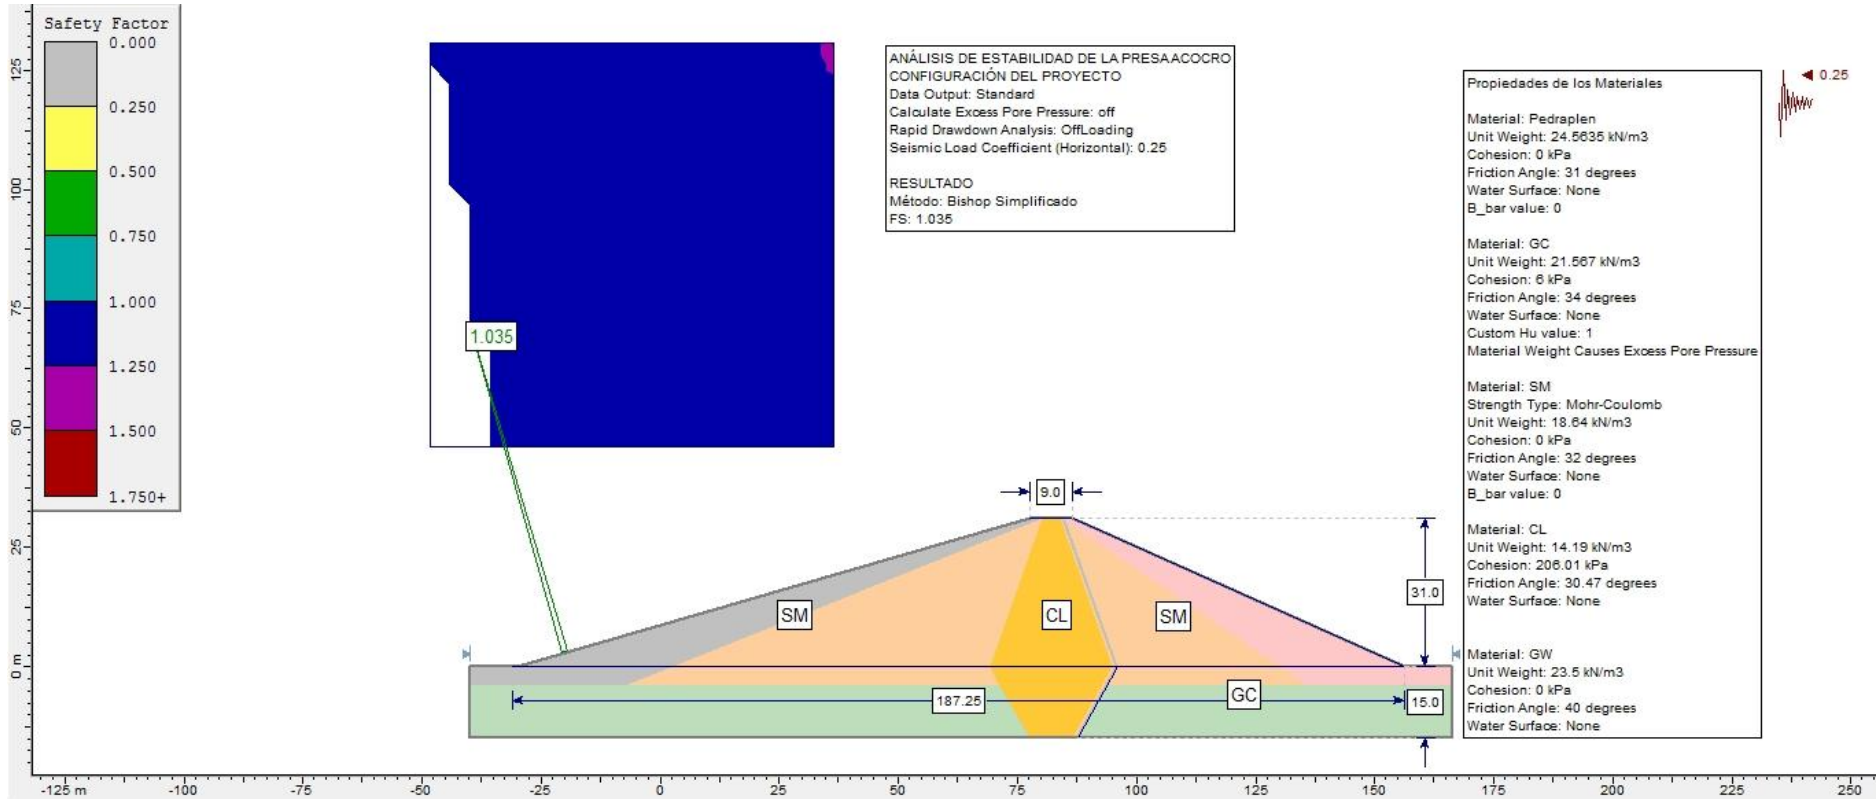 Safety Factor
0.000
0.250
0.500
0.750
1.000
1.250
1.500
1.750+
ANÁLISIS DE ESTABILIDAD DE LA PRESA ACOCRO
CONFIGURACIÓN DEL PROYECTO
Data Output: Standard
Calculate Excess Pore Pressure: off
Rapid Drawdown Analysis: OffLoading
Seismic Load Coefficient (Horizontal): 0.25
RESULTADO
Método: Bishop Simplificado
FS: 1.035
Propiedades de los Materiales
Material: Pedraplen
Unit Weight: 24.5635 kN/m3
Cohesion: 0 kPa
Friction Angle: 31 degrees
Water Surface: None
B_bar value: 0
Material: GC
Unit Weight: 21.567 kN/m3
Cohesion: 6 kPa
Friction Angle: 34 degrees
Water Surface: None
Custom Hu value: 1
Material Weight Causes Excess Pore Pressure
Material: SM
Strength Type: Mohr-Coulomb
Unit Weight: 18.64 kN/m3
Cohesion: 0 kPa
Friction Angle: 32 degrees
Water Surface: None
B_bar value: 0
Material: CL
Unit Weight: 14.19 kN/m3
Cohesion: 206.01 kPa
Friction Angle: 30.47 degrees
Water Surface: None
Material: GW
Unit Weight: 23.5 kN/m3
Cohesion: 0 kPa
Friction Angle: 40 degrees
Water Surface: None
0.25
1.035
9.0
31.0
SM
CL
SM
187.25
GC
15.0
125
100
75
50
25
0 m
-125 m
-100
-75
-50
-25
0
25
50
75
100
125
150
175
200
225
250